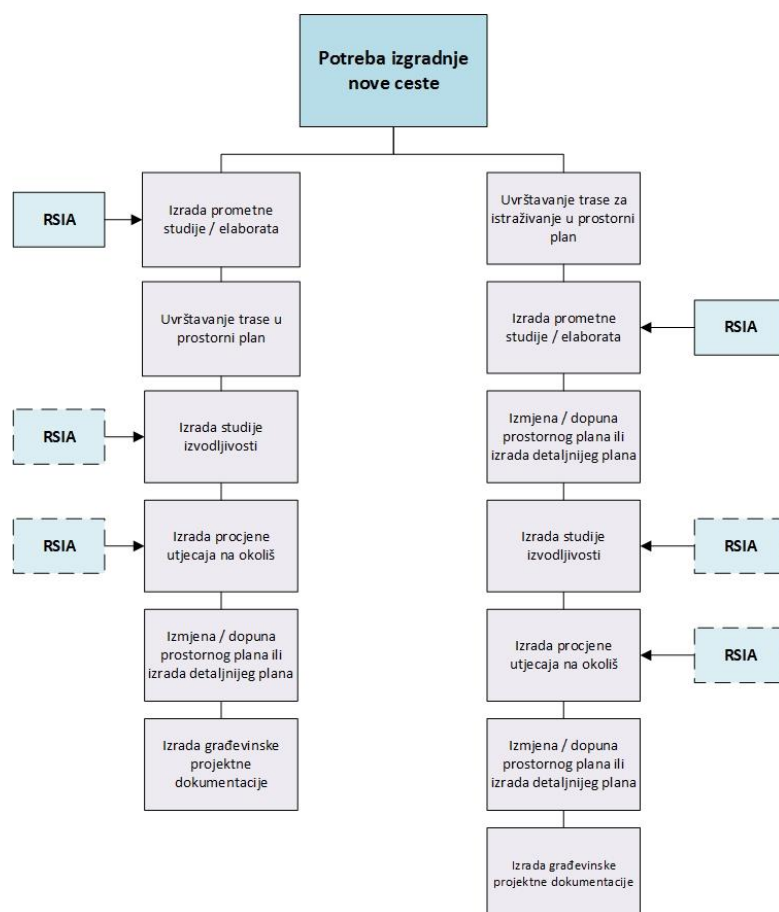 Potreba izgradnje
nove ceste
RSIA
Izrada prometne
studije / elaborata
Uvrštavanje trase u
prostorni plan
RSIA
Izrada studije
izvodljivosti
RSIA
Izrada procjene
utjecaja na okoliš
Izmjena / dopuna
prostornog plana ili
izrada detaljnijeg plana
Izrada građevinske
projektne
dokumentacije
Uvrštavanje trase za
istraživanje u prostorni
plan
Izrada prometne
studije / elaborata
RSIA
Izmjena / dopuna
prostornog plana ili
izrada detaljnijeg plana
Izrada studije
izvodljivosti
RSIA
Izrada procjene
utjecaja na okoliš
RSIA
Izmjena / dopuna
prostornog plana ili
izrada detaljnijeg plana
Izrada građevinske
projektne dokumentacije